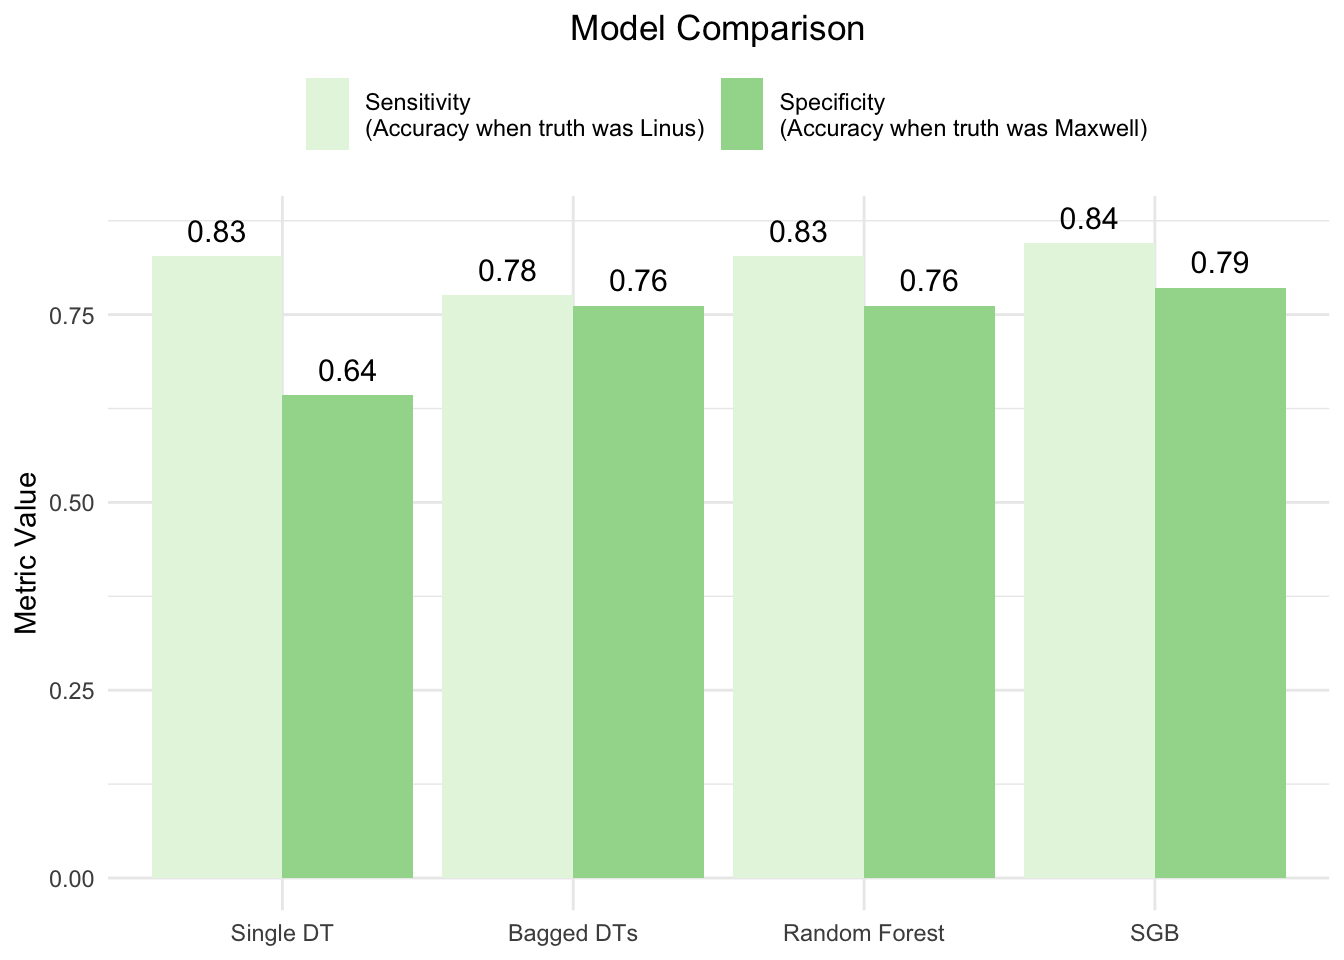 Model Comparison
Sensitivity
(Accuracy when truth was Linus)
Specificity
(Accuracy when truth was Maxwell)
0.83
0.64
0.78
0.76
0.83
0.76
0.84
0.79
Metric Value
0.75
0.50
0.25
0.00
Single DT
Bagged DTs
Random Forest
SGB